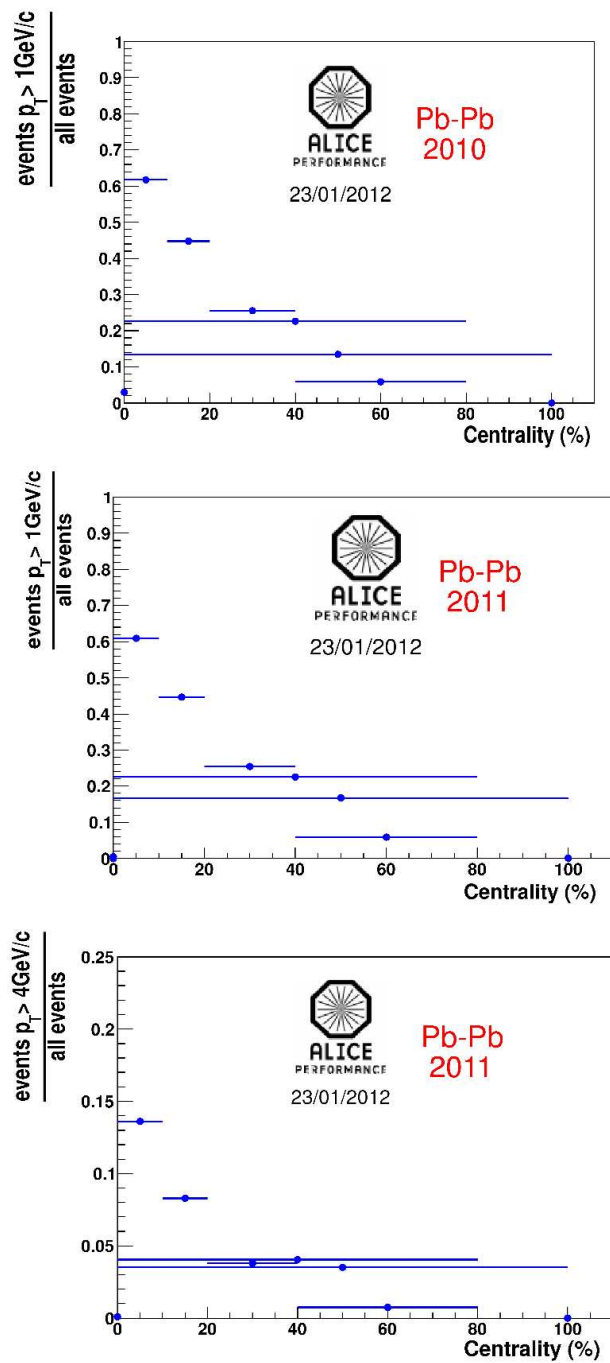 events p_T > 1GeV/c
all events
1
0.9
0.8
0.7
0.6
0.5
0.4
0.3
0.2
0.1
0
ALICE
PERFORMANCE
23/01/2012
Pb-Pb
2010
0 20 40 60 80 100
Centrality (%)
events p_T > 1GeV/c
all events
1
0.9
0.8
0.7
0.6
0.5
0.4
0.3
0.2
0.1
0
ALICE
PERFORMANCE
23/01/2012
Pb-Pb
2011
0 20 40 60 80 100
Centrality (%)
events p_T > 4GeV/c
all events
0.25
0.2
0.15
0.1
0.05
0
ALICE
PERFORMANCE
23/01/2012
Pb-Pb
2011
0 20 40 60 80 100
Centrality (%)